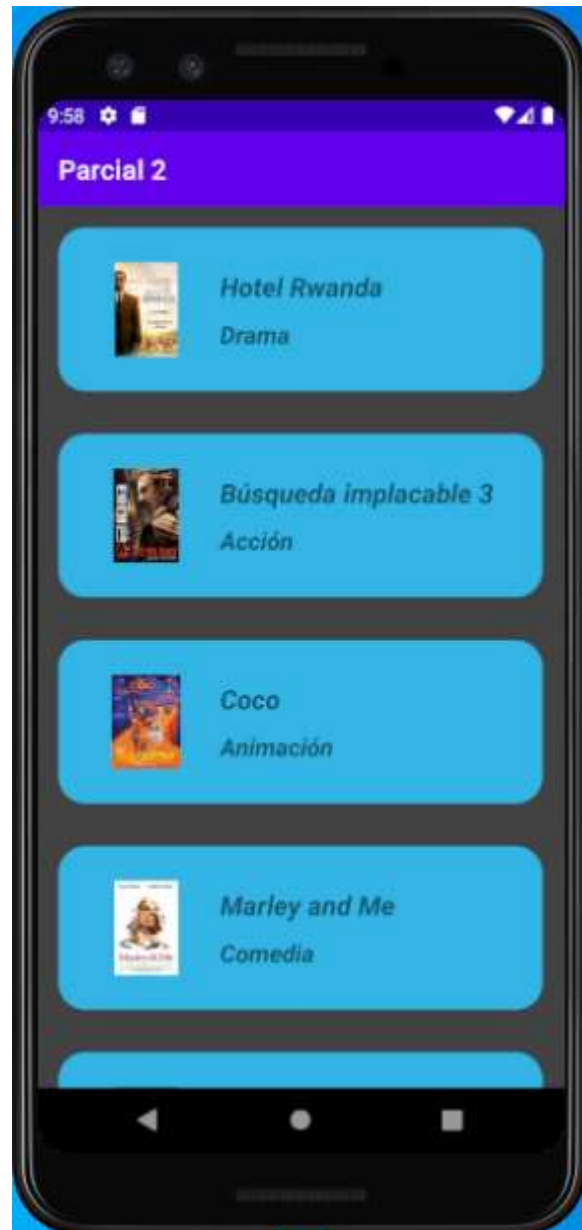 9:58
Parcial 2
Hotel Rwanda
Drama
Búsqueda implacable 3
Acción
Coco
Animación
Marley and Me
Comedia